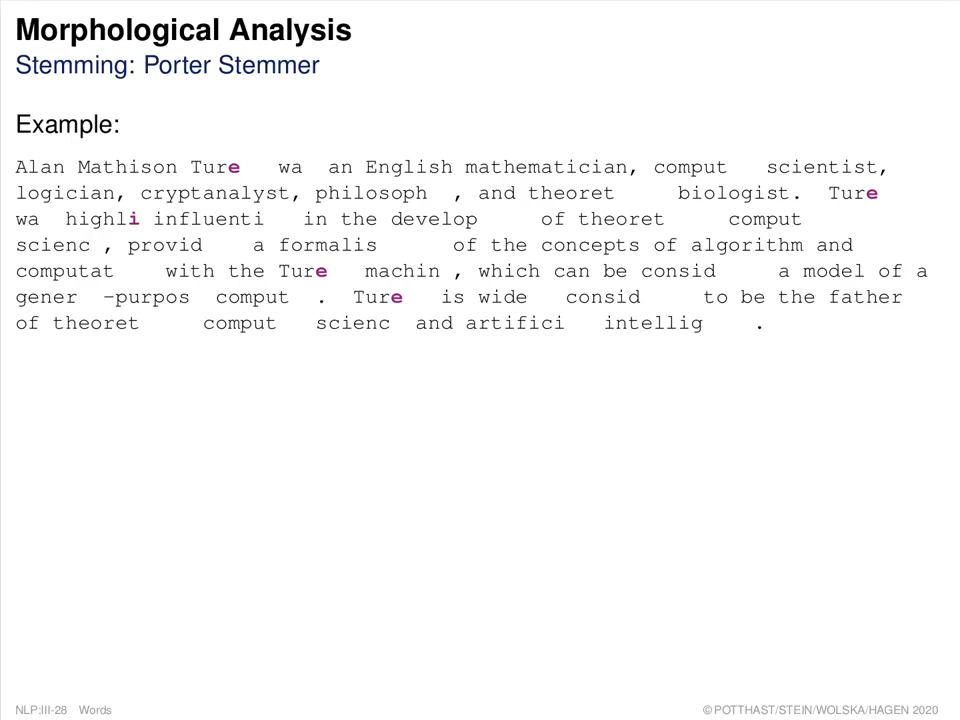 Morphological Analysis
Stemming: Porter Stemmer
Example:
Alan Mathison Ture wa an English mathematician, comput scientist,
logician, cryptanalyst, philosoph , and theoret biologist. Ture
wa highli influenti in the develop of theoret comput
scienc , provid a formalis of the concepts of algorithm and
computat with the Ture machin , which can be consid a model of a
gener -purpos comput . Ture is wide consid to be the father
of theoret comput scienc and artifici intellig .
NLP:III-28 Words
© POTTHAST/STEIN/WOLSKA/HAGEN 2020